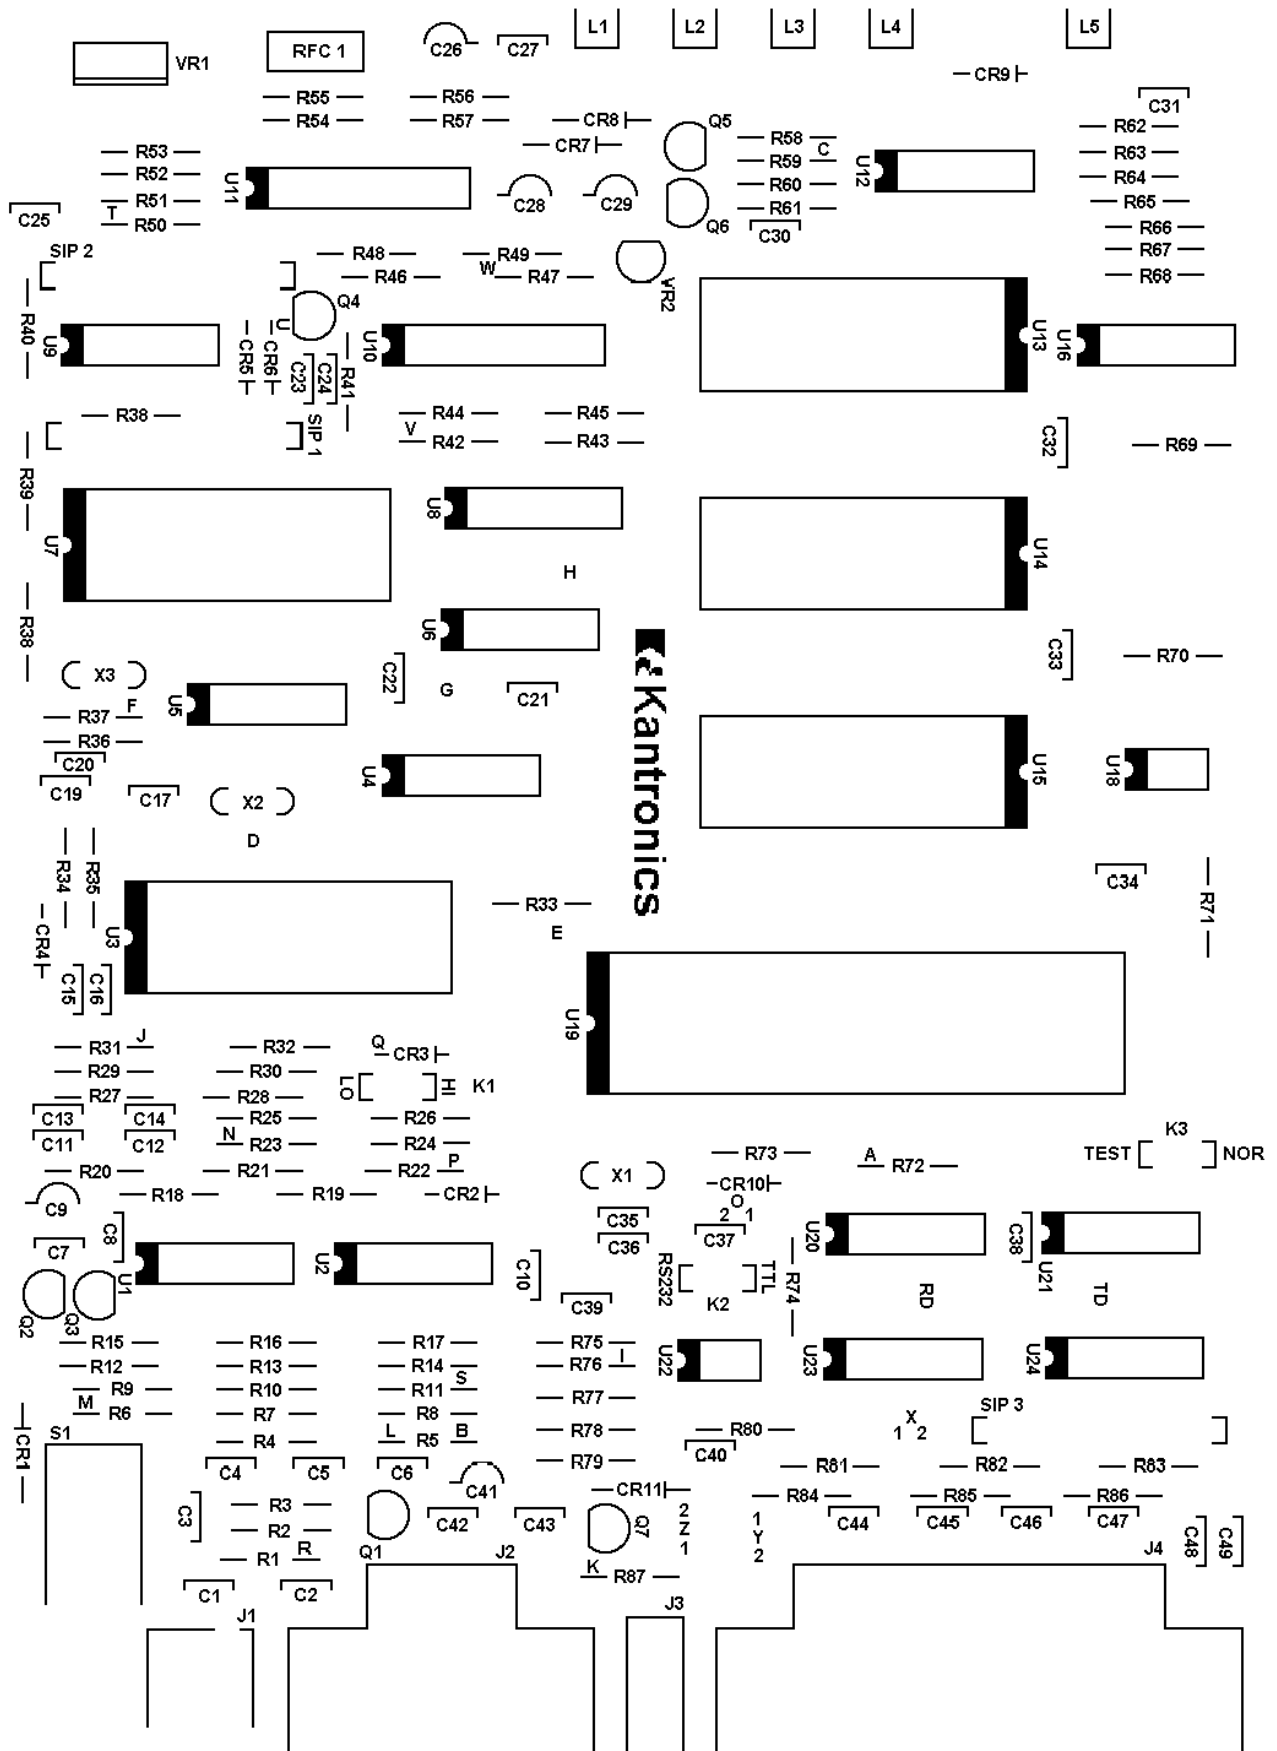 L1
L2
L3
L4
L5
C26
C27
RFC 1
VR1
CR9
R55
R56
C31
R54
R57
CR8
Q5
R62
R58
C
CR7
R53
R59
U12
R63
R52
U11
R60
R64
R51
C28
C29
R61
R65
T
C25
R50
Q6
C30
R66
SIP 2
R48
R49
R67
W
R46
R47
R68
VR2
Q4
R40
U
U9
CR5
CR6
C23
C24
R41
U10
U13
U16
R38
R44
R45
SIP 1
V
R42
R43
C32
R69
R39
U8
U7
U14
H
R38
U6
C33
R70
X3
C22
G
C21
Kantronics
F
U5
R37
R36
C20
C19
C17
X2
U4
U15
U18
D
R34
R35
C34
R71
R33
CR4
U3
E
C15
C16
U19
J
Q
R31
R32
CR3
R29
R30
LO
HI
K1
R27
R28
C13
C14
R25
R26
K3
N
C11
C12
R23
R24
R73
A
TEST
NOR
P
R20
R21
R22
X1
R72
R18
R19
CR2
CR10
O
C9
2
1
C35
C8
C7
C36
C37
U20
C38
U1
U2
C10
RS232
TTL
R74
U21
K2
RD
TD
Q2
Q3
C39
R15
R16
R17
R75
I
R12
R13
R14
R76
U22
U23
U24
S
R9
R10
R11
R77
M
R6
R7
R8
SIP 3
X
1
2
S1
R4
L
R5
B
R78
R80
CR1
C40
R79
C4
C5
C6
C41
R81
R82
R83
CR11
R84
R85
R86
C3
R3
C42
C43
Q7
2
Z
1
1
Y
2
C44
C45
C46
C47
R2
C48
C49
R1
R
Q1
J2
J4
K
R87
C1
C2
J1
J3